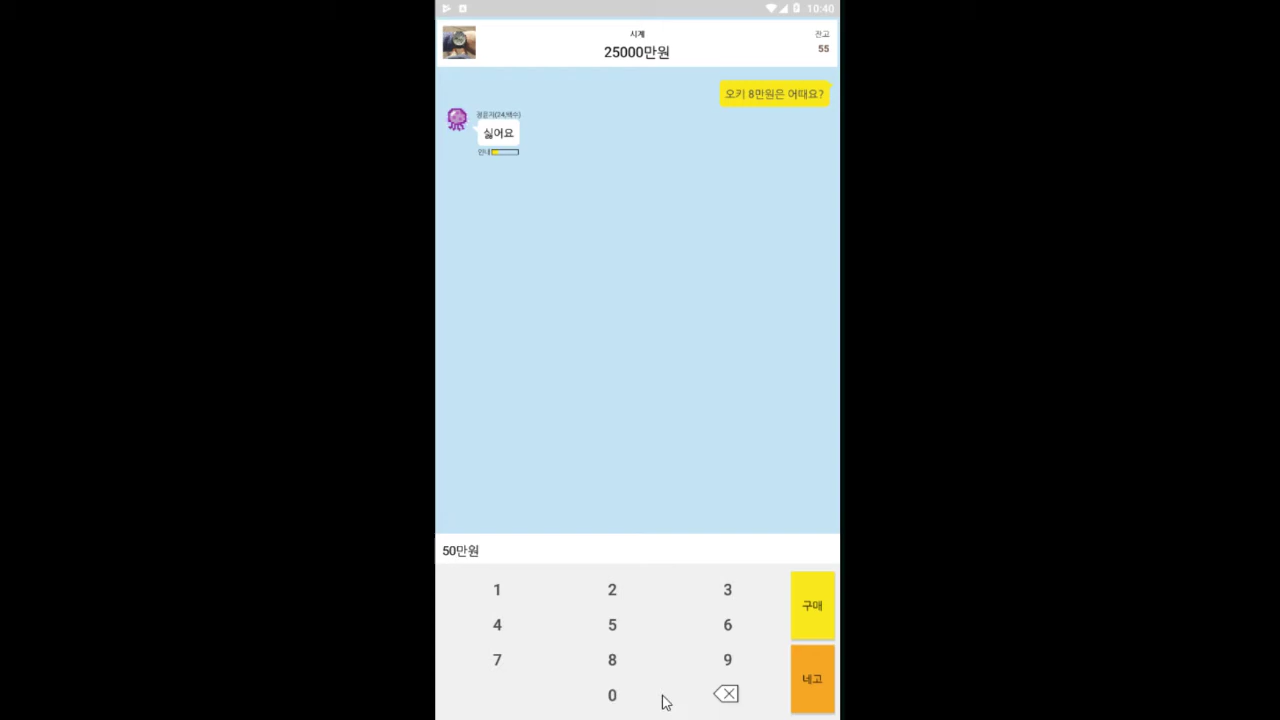 10:40
시계
25000만원
잔고
55
오키 8만원은 어때요?
싫어요
인내
50만원
1 2 3
구매
4 5 6
7 8 9
네고
0